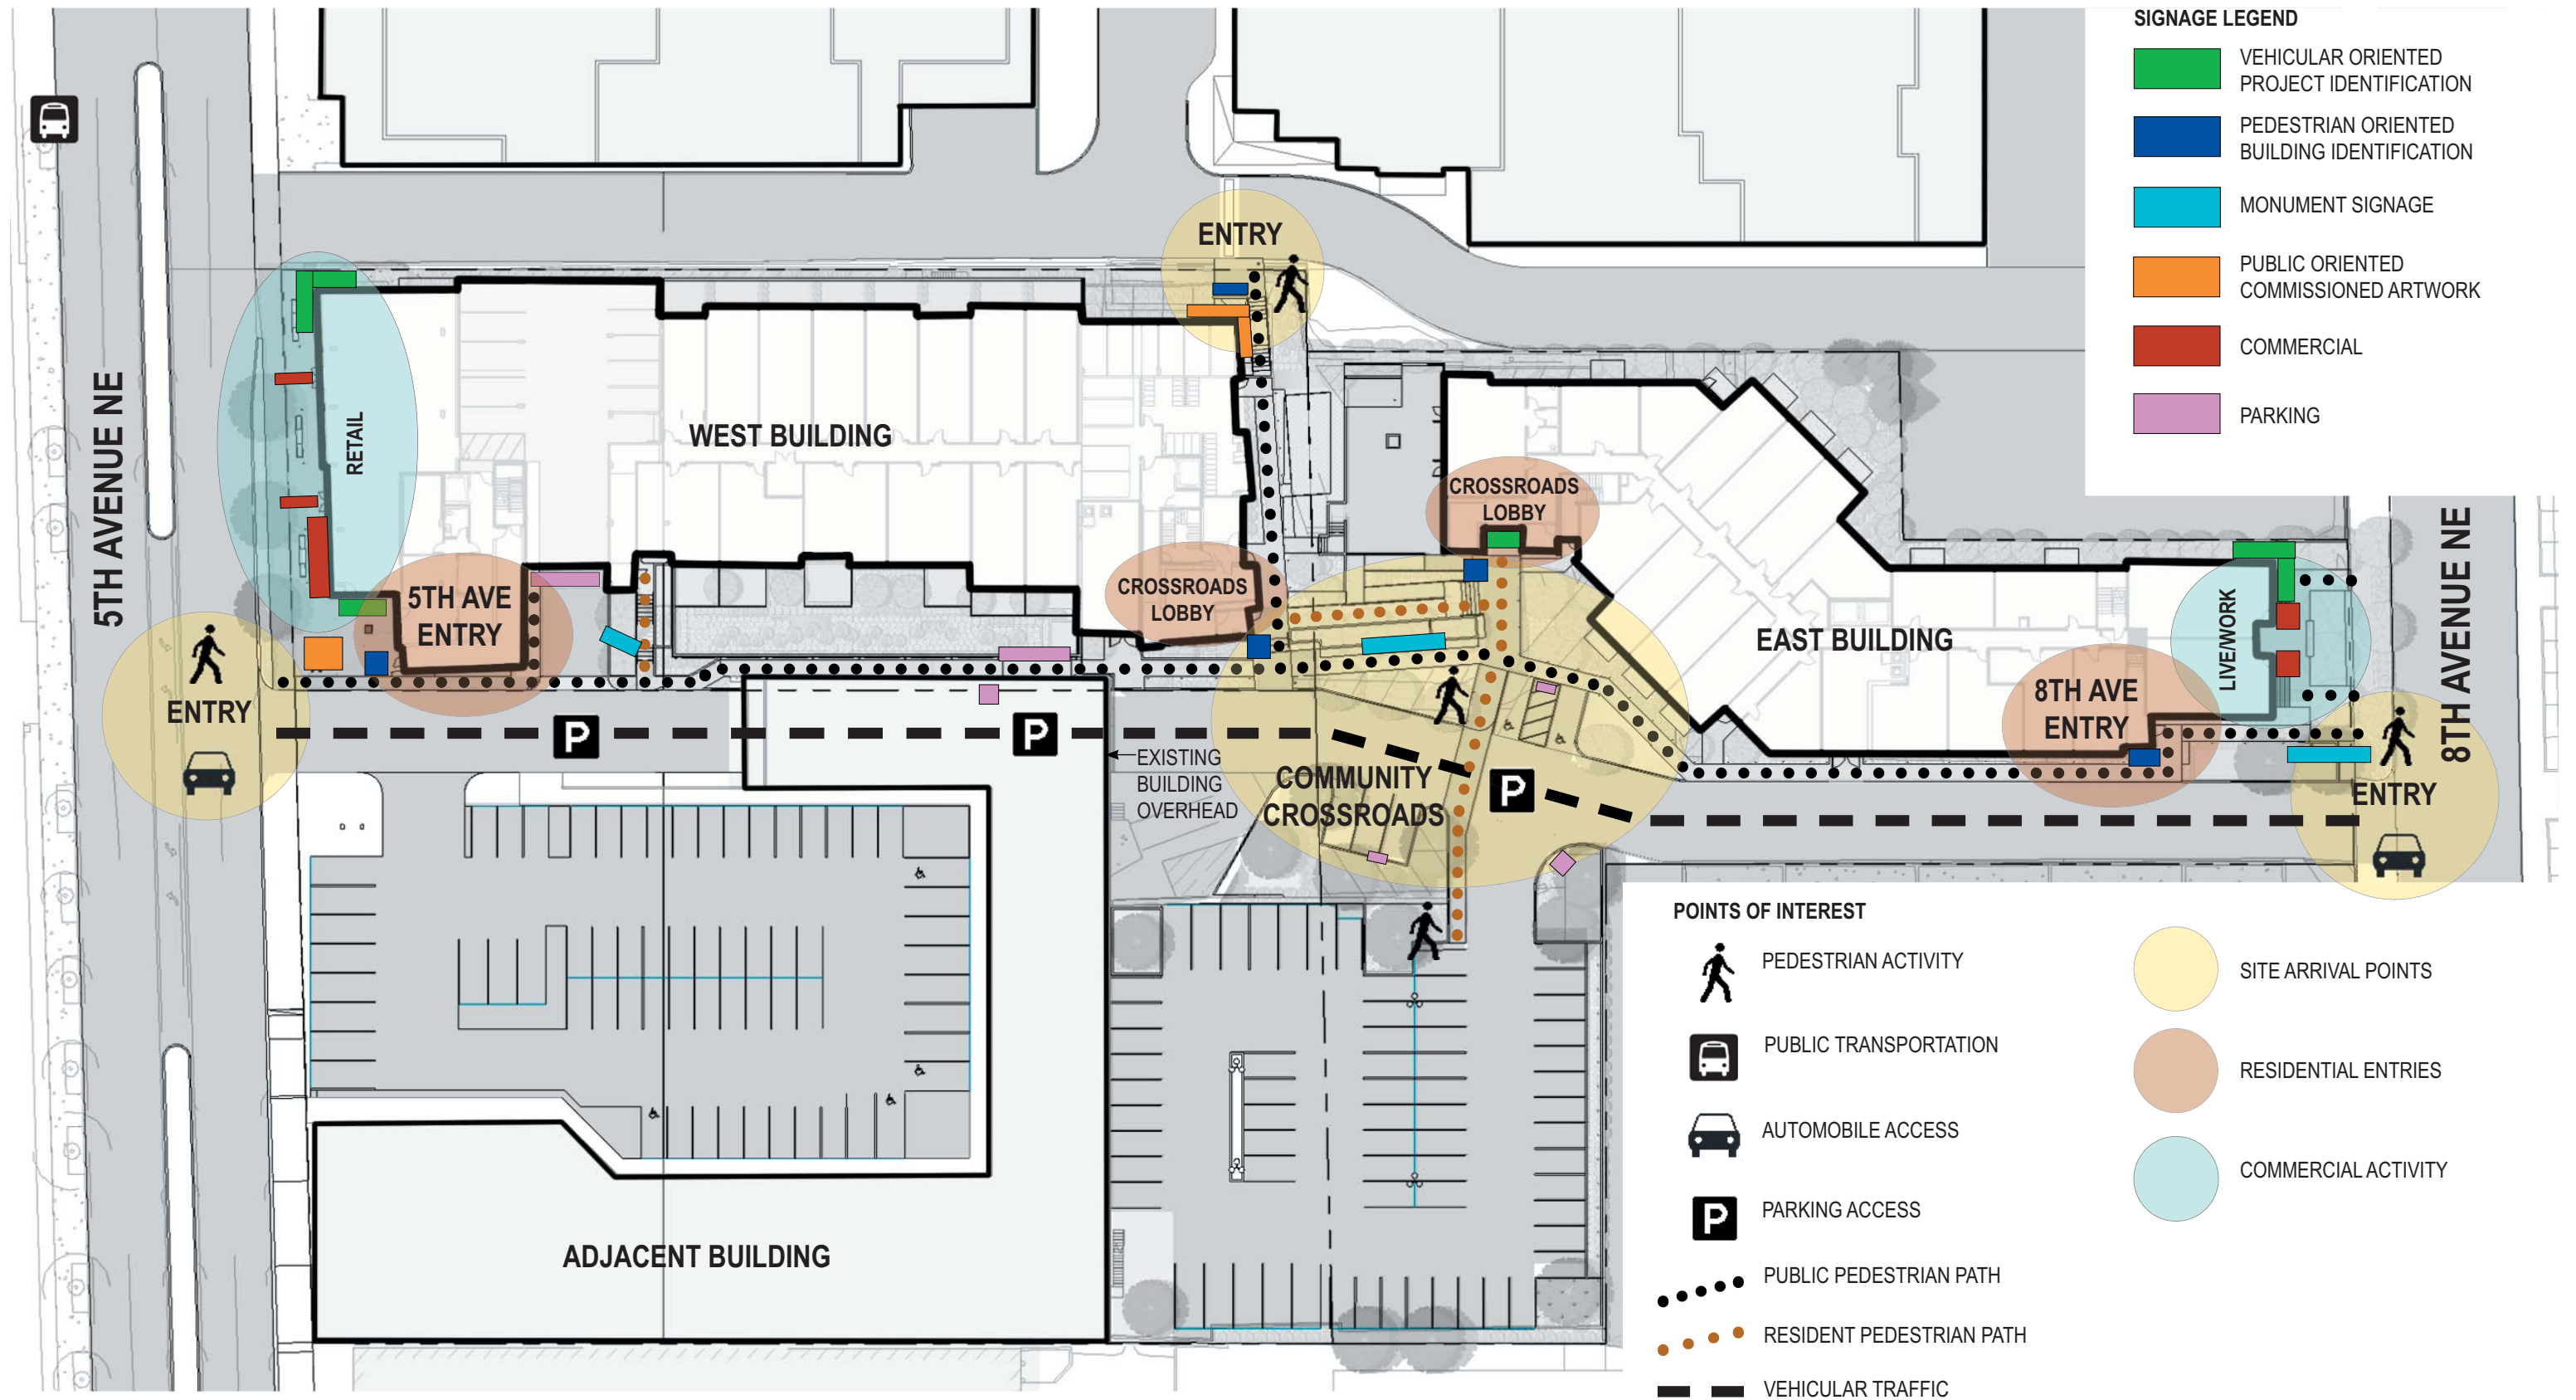 SIGNAGE LEGEND
VEHICULAR ORIENTED
PROJECT IDENTIFICATION
PEDESTRIAN ORIENTED
BUILDING IDENTIFICATION
MONUMENT SIGNAGE
PUBLIC ORIENTED
COMMISSIONED ARTWORK
COMMERCIAL
PARKING
ENTRY
5TH AVENUE NE
RETAIL
WEST BUILDING
CROSSROADS
LOBBY
5TH AVE
ENTRY
CROSSROADS
LOBBY
EAST BUILDING
LIVE/WORK
8TH AVENUE NE
8TH AVE
ENTRY
ENTRY
P
P
EXISTING
BUILDING
OVERHEAD
COMMUNITY
CROSSROADS
P
ENTRY
ADJACENT BUILDING
POINTS OF INTEREST
PEDESTRIAN ACTIVITY
PUBLIC TRANSPORTATION
AUTOMOBILE ACCESS
P
PARKING ACCESS
PUBLIC PEDESTRIAN PATH
RESIDENT PEDESTRIAN PATH
VEHICULAR TRAFFIC
SITE ARRIVAL POINTS
RESIDENTIAL ENTRIES
COMMERCIAL ACTIVITY